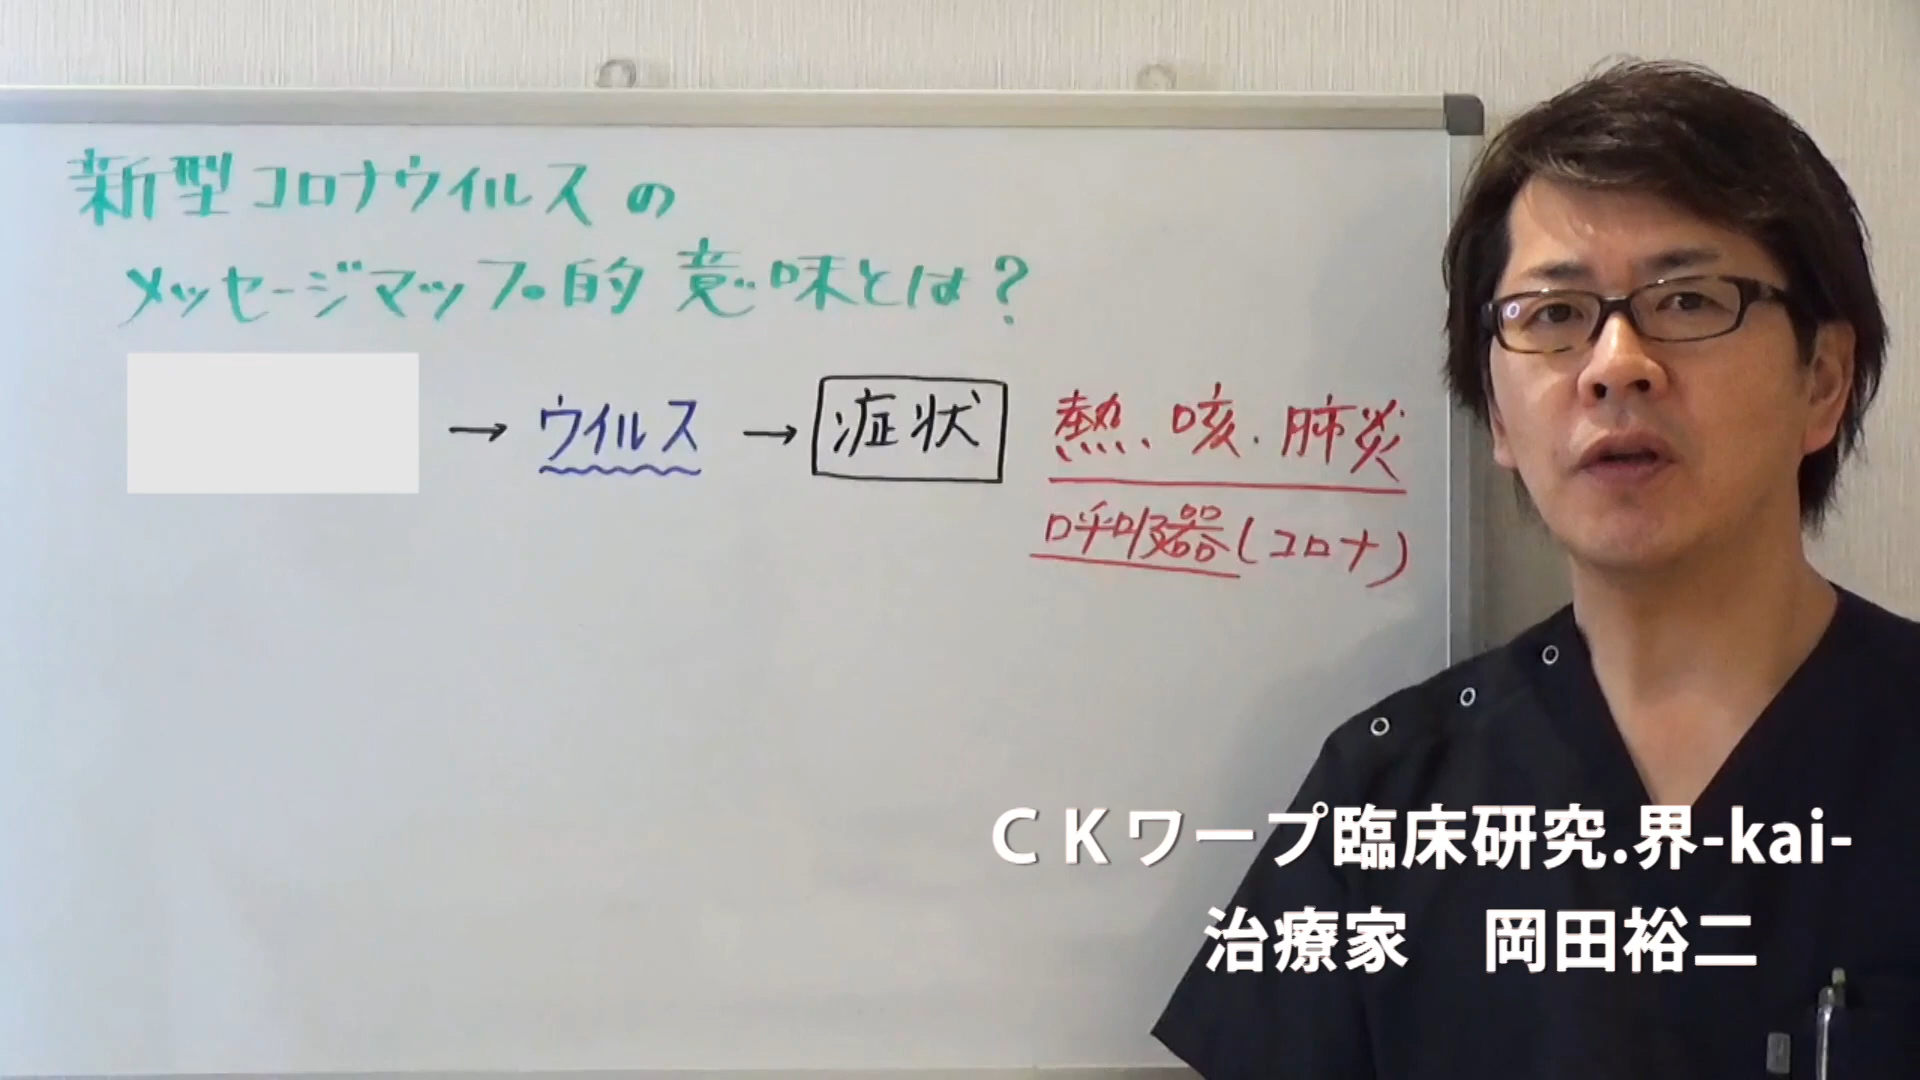 新型コロナウイルスの
メッセージマップ的意味とは?
→ ウイルス → 症状 熱、咳、肺炎
呼吸器(コロナ)
CKワープ臨床研究.界-kai-
治療家 岡田裕二